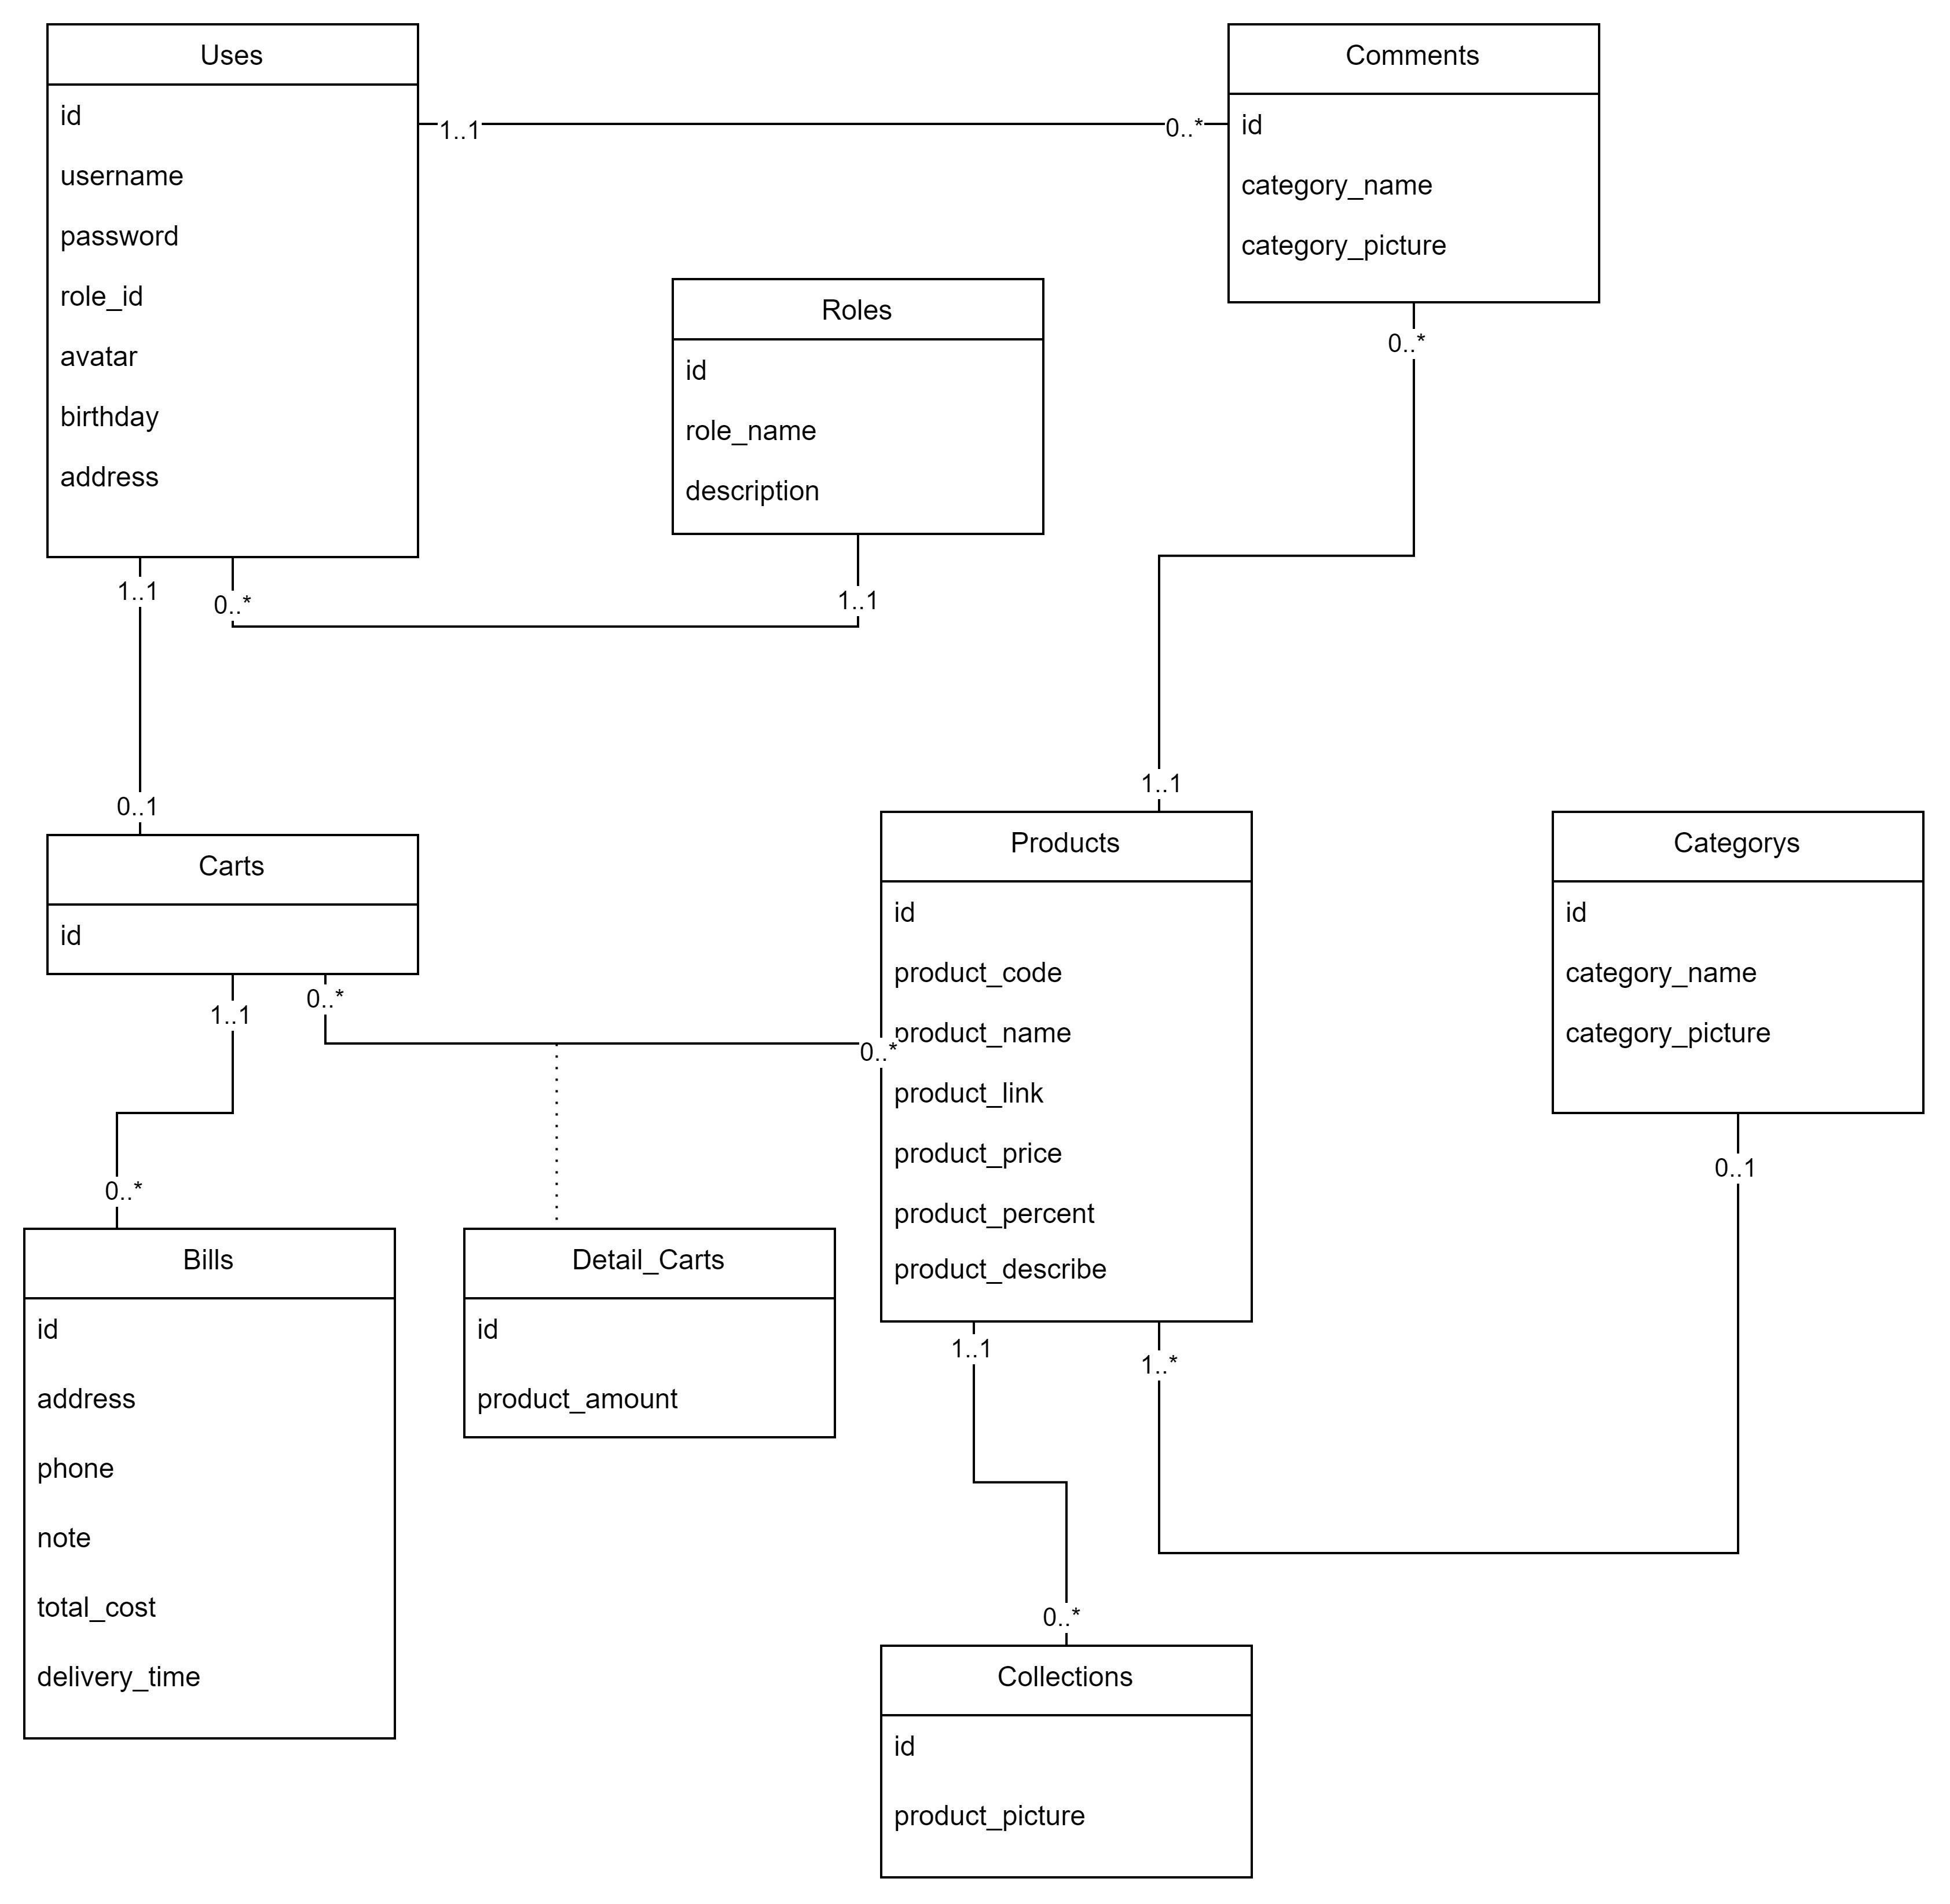 Uses
id
username
password
role_id
avatar
birthday
address
1..1
0..*
Comments
id
category_name
category_picture
Roles
id
role_name
description
0..*
1..1
0..*
1..1
0..1
1..1
Carts
id
1..1
0..*
0..*
Products
id
product_code
product_name
product_link
product_price
product_percent
product_describe
Categorys
id
category_name
category_picture
0..1
0..*
Bills
id
address
phone
note
total_cost
delivery_time
Detail_Carts
id
product_amount
1..1
1..*
0..*
Collections
id
product_picture